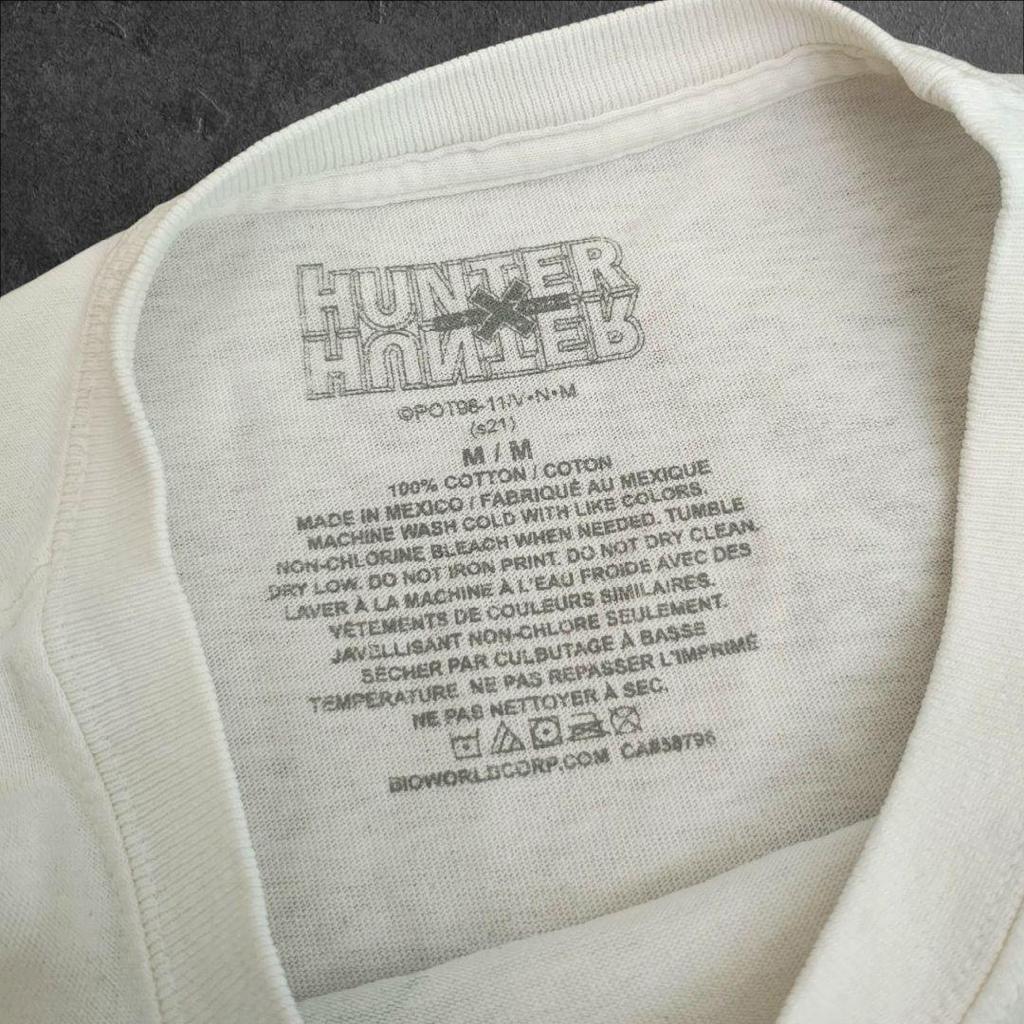 HUNTER
X
HUNTER
©POT98-11/V•N•M
(s21)
M / M
100% COTTON / COTON
MADE IN MEXICO / FABRIQUÉ AU MEXIQUE
MACHINE WASH COLD WITH LIKE COLORS.
NON-CHLORINE BLEACH WHEN NEEDED. TUMBLE
DRY LOW. DO NOT IRON PRINT. DO NOT DRY CLEAN.
LAVER À LA MACHINE À L'EAU FROIDE AVEC DES
VÊTEMENTS DE COULEURS SIMILAIRES.
JAVELLISANT NON-CHLORE SEULEMENT.
SÉCHER PAR CULBUTAGE À BASSE
TEMPÉRATURE. NE PAS REPASSER L'IMPRIMÉ
NE PAS NETTOYER À SEC.
BIOWORLDCORP.COM CA#58796